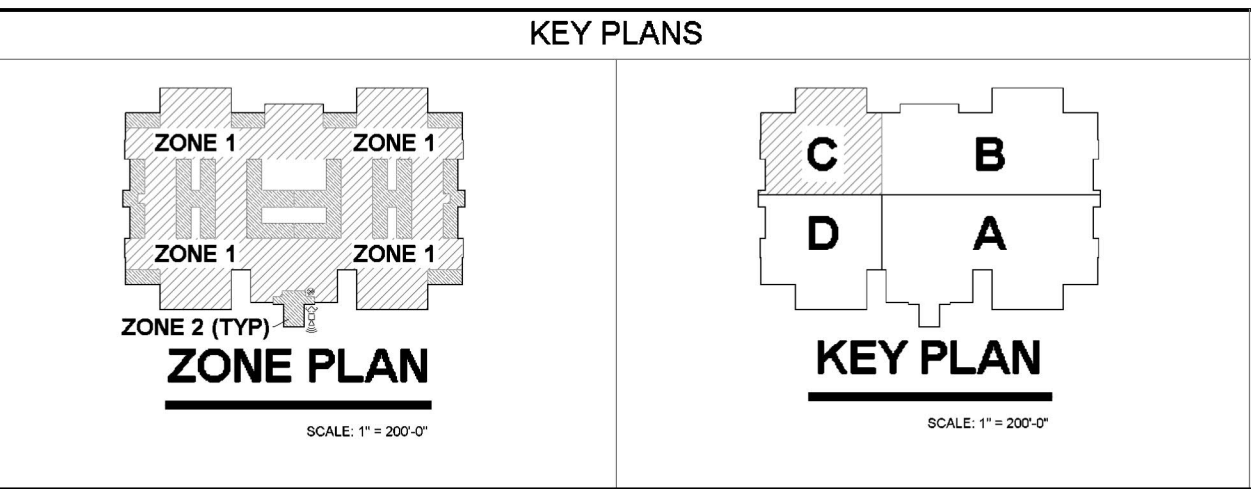 KEY PLANS
ZONE 1
ZONE 1
ZONE 1
ZONE 1
ZONE 2 (TYP)
ZONE PLAN
SCALE: 1" = 200'-0"
C
B
D
A
KEY PLAN
SCALE: 1" = 200'-0"